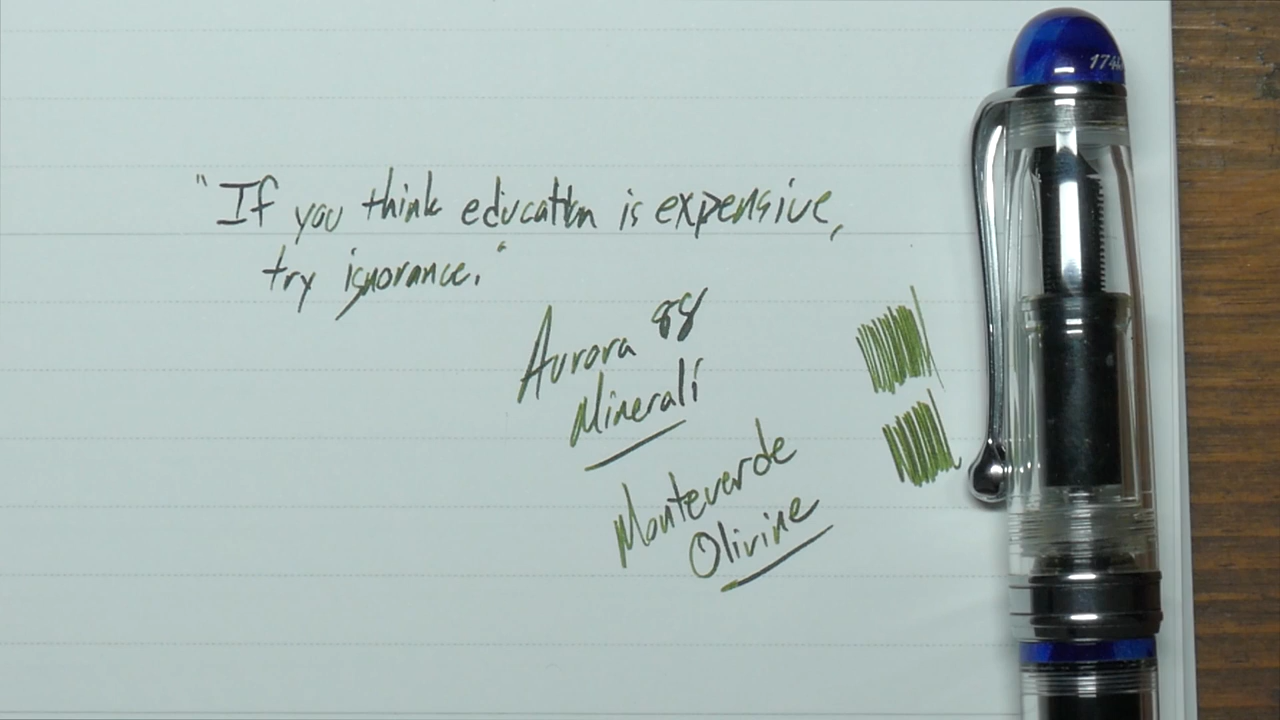 "If you think education is expensive,
try ignorance."
Aurora 88
Minerali
Monteverde
Olivine